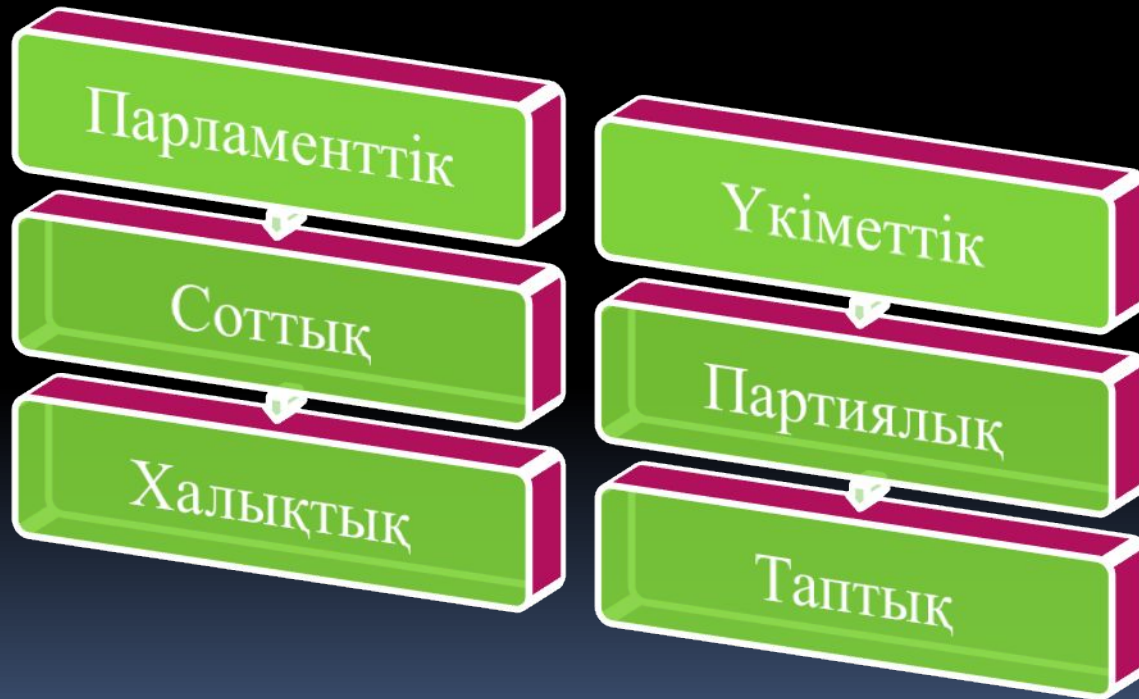 Парламенттік
Соттық
Халықтық
Үкіметтік
Партиялық
Таптық